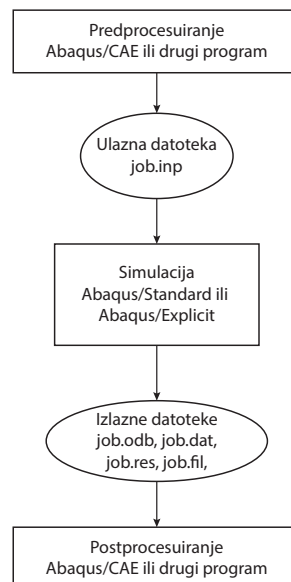 Predprocesuiranje
Abaqus/CAE ili drugi program
Ulazna datoteka
job.inp
Simulacija
Abaqus/Standard ili
Abaqus/Explicit
Izlazne datoteke
job.odb, job.dat,
job.res, job.fil,
Postprocesuiranje
Abaqus/CAE ili drugi program